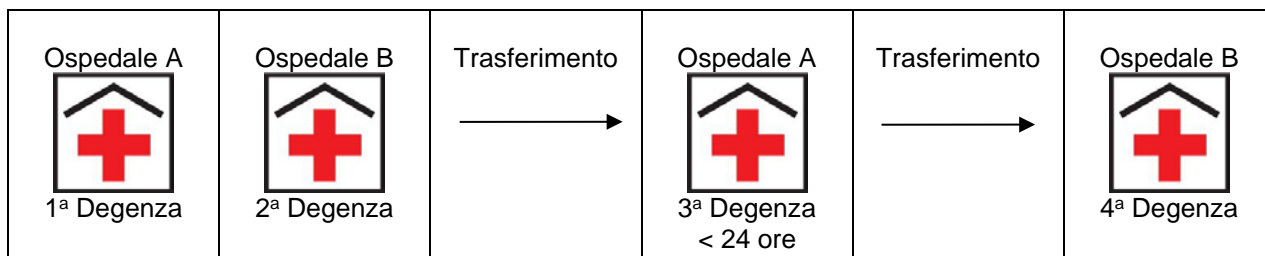 Ospedale A
1ª Degenza
Ospedale B
2ª Degenza
Trasferimento
Ospedale A
3ª Degenza
< 24 ore
Trasferimento
Ospedale B
4ª Degenza